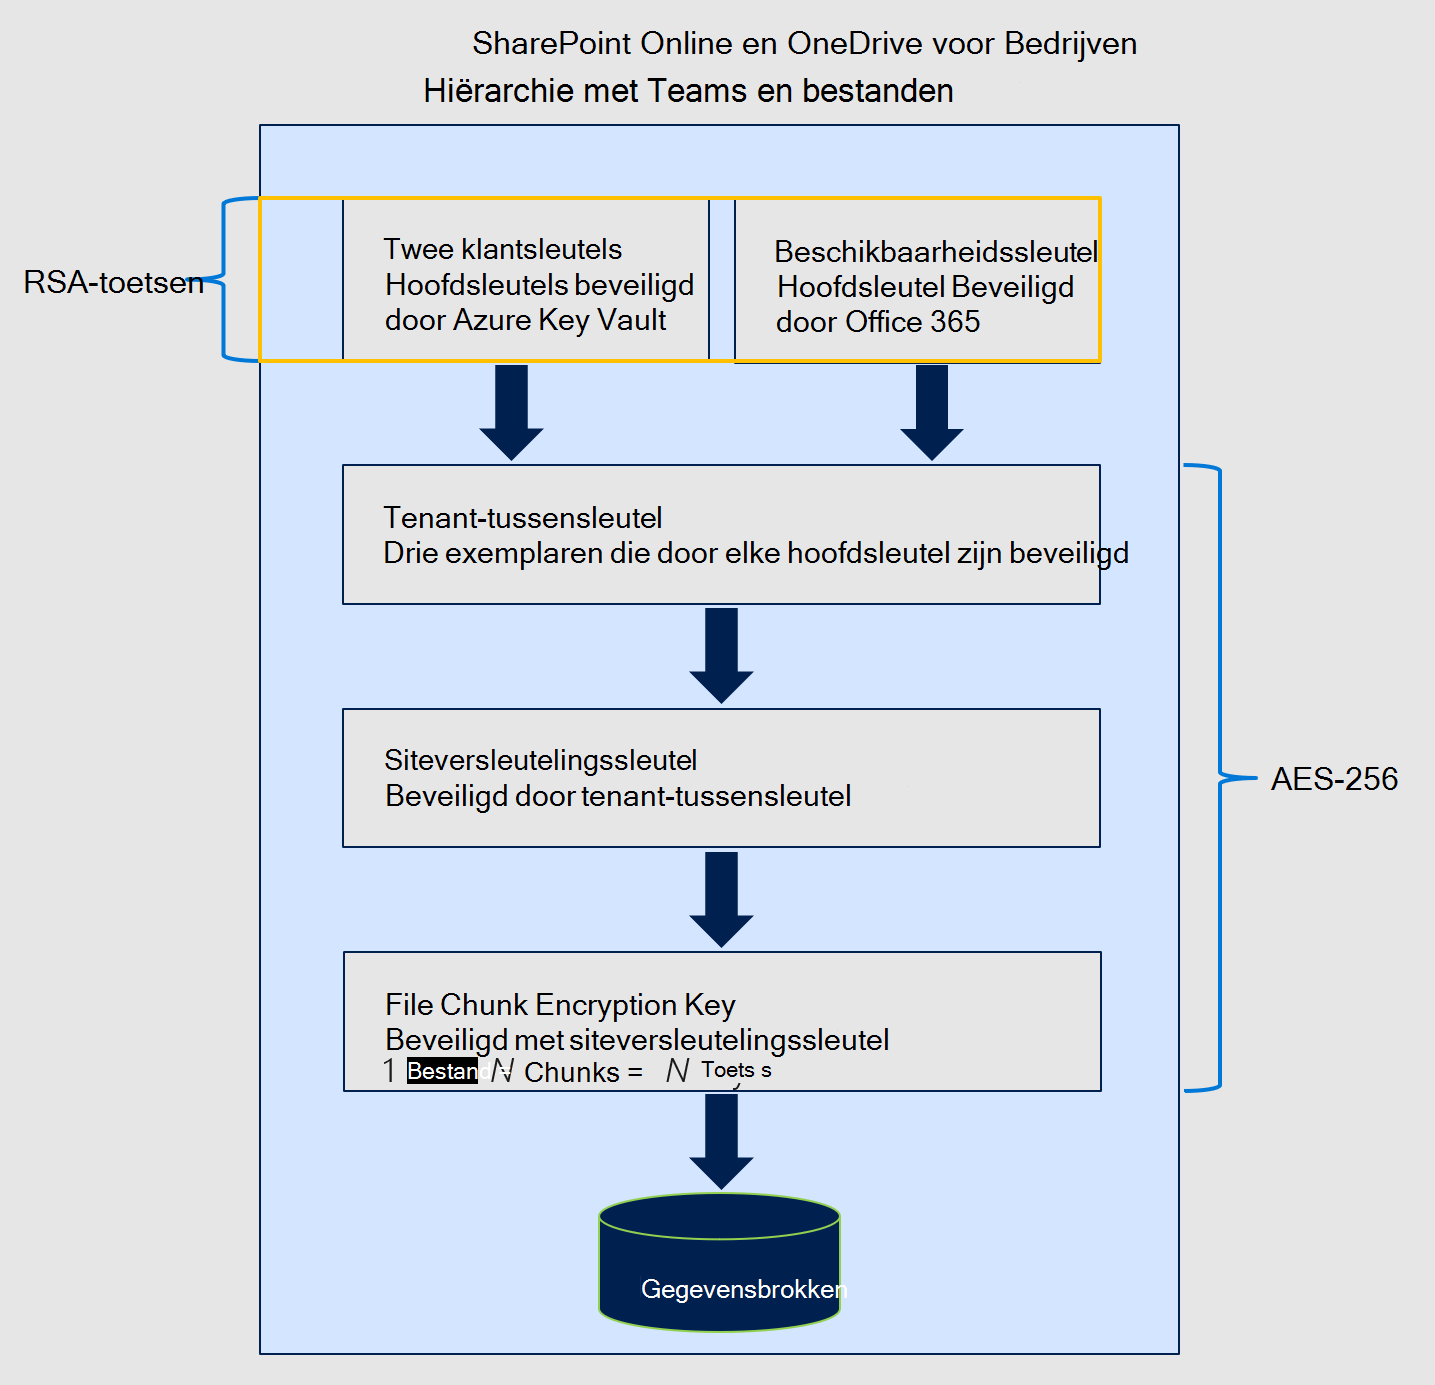 SharePoint Online en OneDrive voor Bedrijven
Hiërarchie met Teams en bestanden
RSA-toetsen
Twee klantsleutels
Hoofdsleutels beveiligd
door Azure Key Vault
Beschikbaarheidssleutel
Hoofdsleutel Beveiligd
door Office 365
Tenant-tussensleutel
Drie exemplaren die door elke hoofdsleutel zijn beveiligd
Siteversleutelingssleutel
Beveiligd door tenant-tussensleutel
AES-256
File Chunk Encryption Key
Beveiligd met siteversleutelingssleutel
1 Bestand = N Chunks = N Toets s
Gegevensbrokken